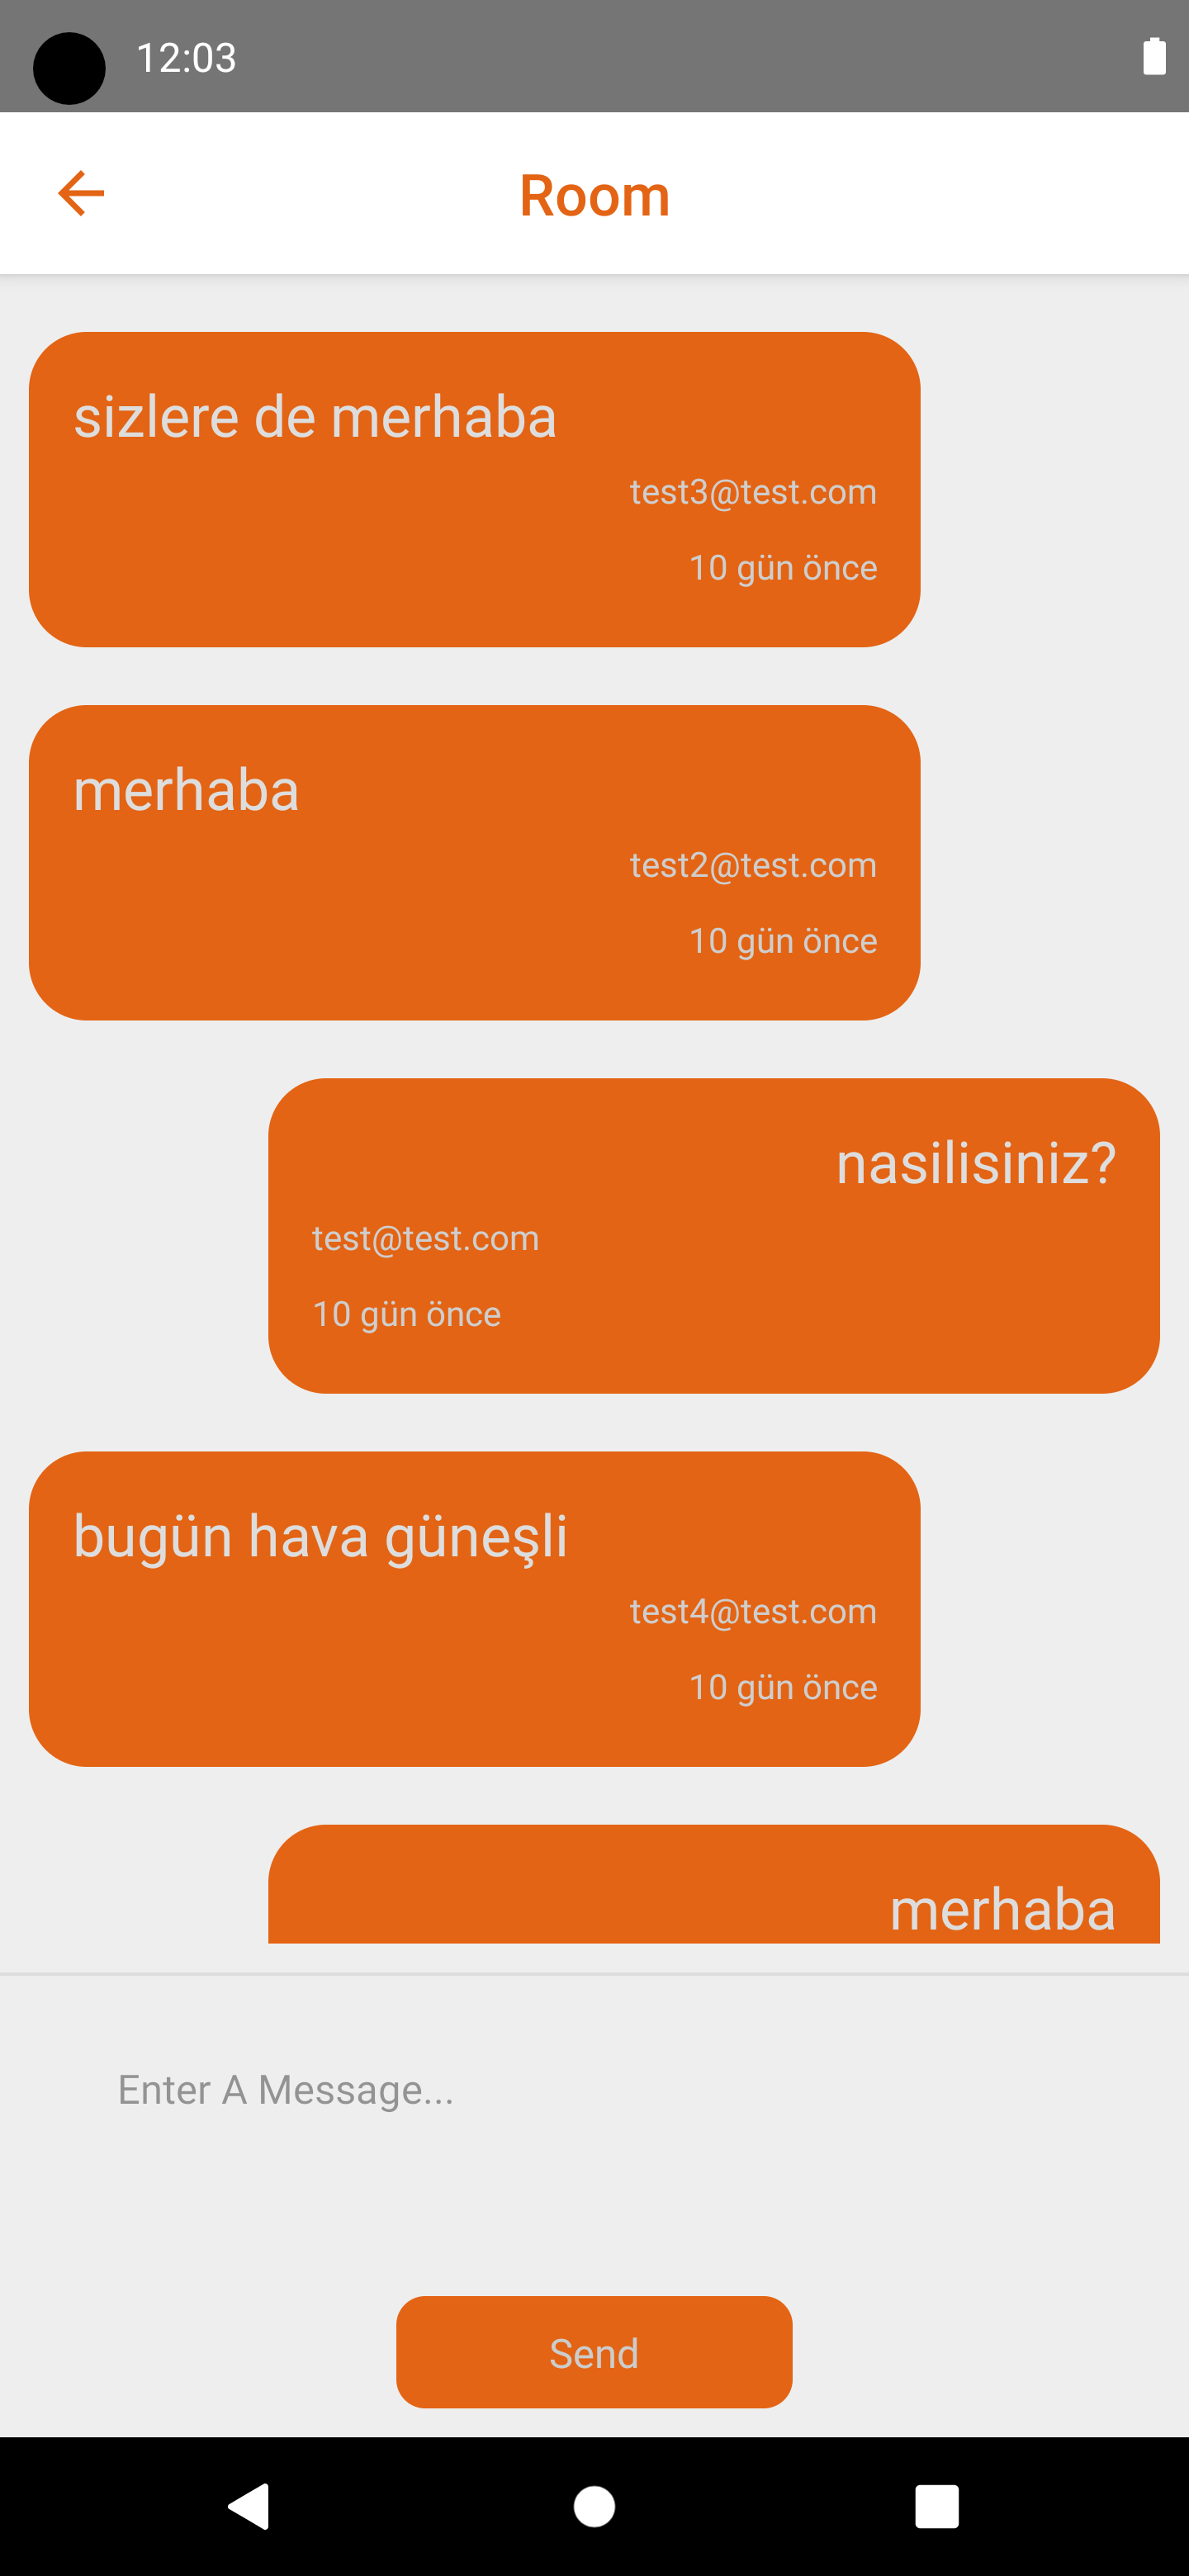 12:03
Room
sizlere de merhaba
test3@test.com
10 gün önce
merhaba
test2@test.com
10 gün önce
nasilisiniz?
test@test.com
10 gün önce
bugün hava güneşli
test4@test.com
10 gün önce
merhaba
Enter A Message...
Send